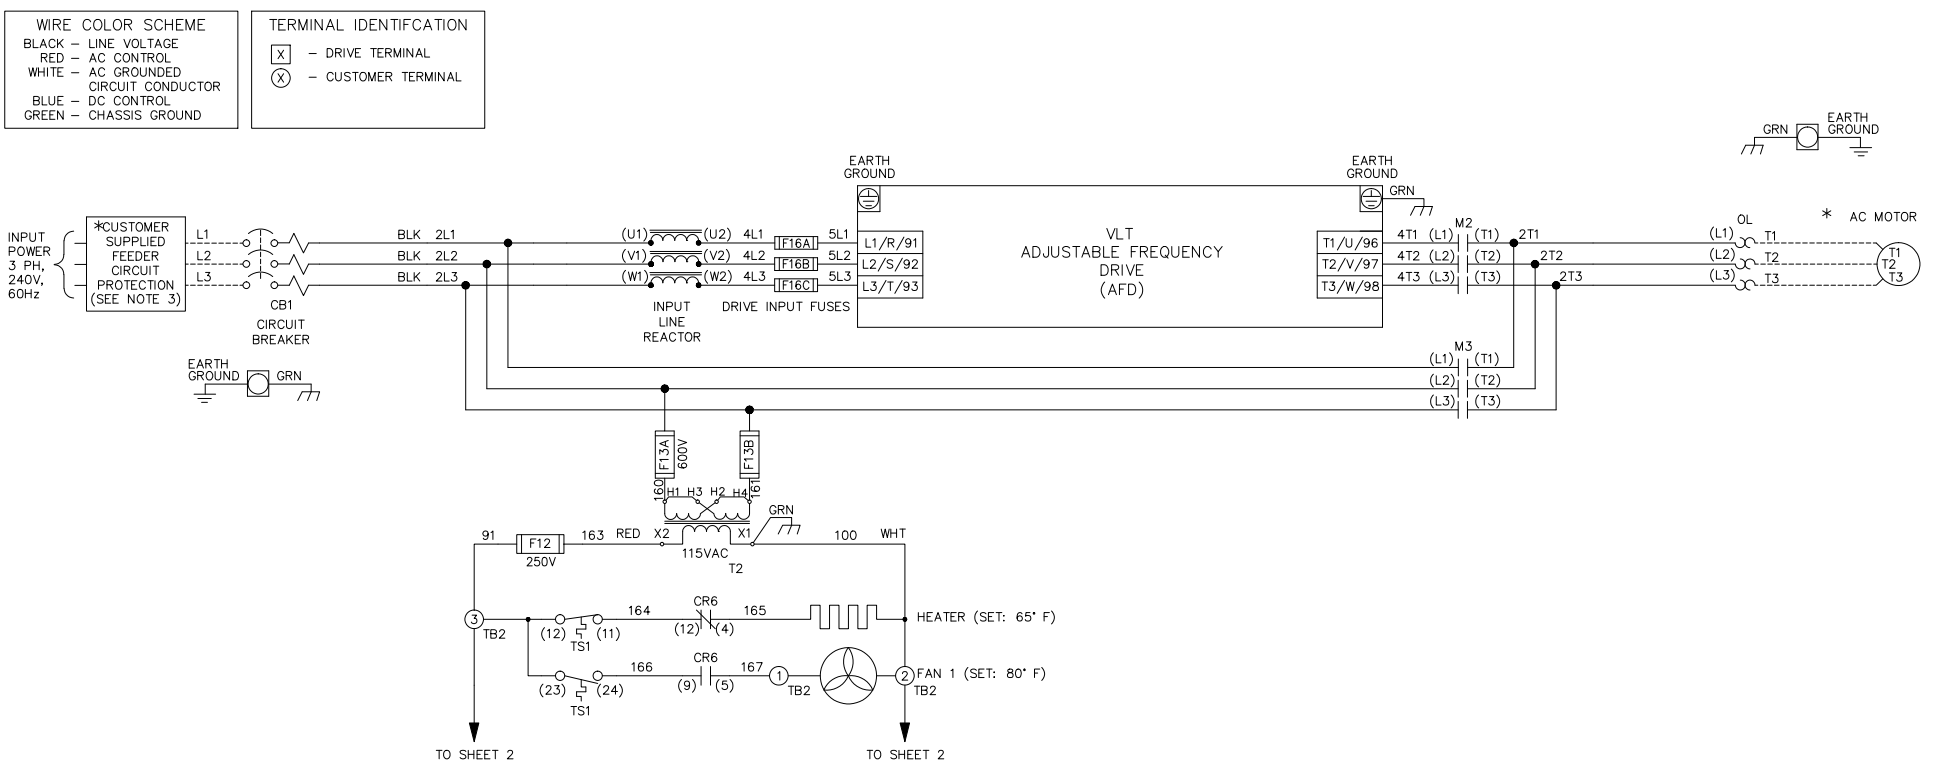 WIRE COLOR SCHEME
BLACK – LINE VOLTAGE
RED – AC CONTROL
WHITE – AC GROUNDED
CIRCUIT CONDUCTOR
BLUE – DC CONTROL
GREEN – CHASSIS GROUND
TERMINAL IDENTIFCATION
X – DRIVE TERMINAL
X – CUSTOMER TERMINAL
GRN
EARTH
GROUND
INPUT
POWER
3 PH,
240V,
60Hz
*CUSTOMER
SUPPLIED
FEEDER
CIRCUIT
PROTECTION
(SEE NOTE 3)
L1
L2
L3
CB1
CIRCUIT
BREAKER
BLK 2L1
BLK 2L2
BLK 2L3
(U1) (U2) 4L1 F16A 5L1
(V1) (V2) 4L2 F16B 5L2
(W1) (W2) 4L3 F16C 5L3
INPUT
LINE
REACTOR
DRIVE INPUT FUSES
EARTH
GROUND
L1/R/91
L2/S/92
L3/T/93
VLT
ADJUSTABLE FREQUENCY
DRIVE
(AFD)
EARTH
GROUND
GRN
T1/U/96
T2/V/97
T3/W/98
M2
4T1 (L1) (T1) 2T1
4T2 (L2) (T2) 2T2
4T3 (L3) (T3) 2T3
OL
(L1) T1
(L2) T2
(L3) T3
* AC MOTOR
T1
T2
T3
M3
(L1) (T1)
(L2) (T2)
(L3) (T3)
EARTH
GROUND
GRN
F13A
600V
F13B
160
161
H1 H3 H2 H4
GRN
91
F12
250V
163 RED X2
X1
115VAC
T2
100 WHT
3
TB2
(12) (11)
TS1
164
CR6
(12) (4)
165
HEATER (SET: 65° F)
(23) (24)
TS1
166
CR6
(9) (5)
167
1
TB2
2
TB2
FAN 1 (SET: 80° F)
TO SHEET 2
TO SHEET 2